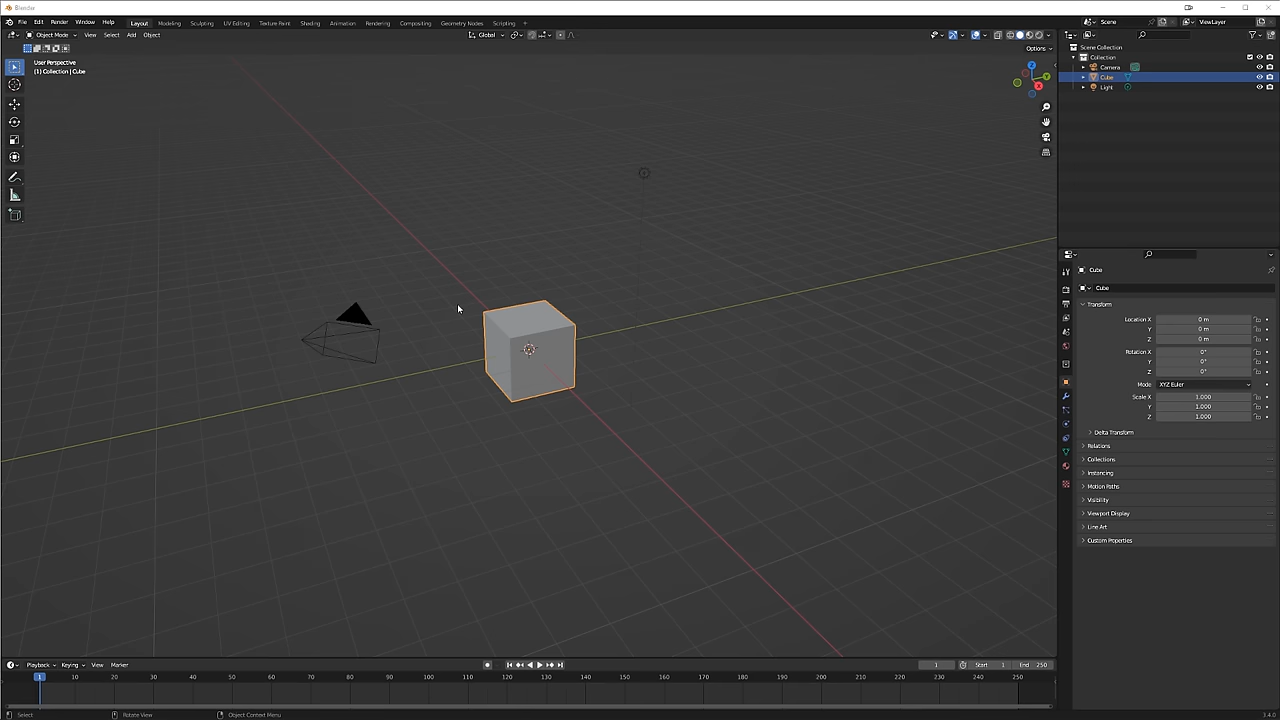 Blender
File Edit Render Window Help Layout Modeling Sculpting UV Editing Texture Paint Shading Animation Rendering Compositing Geometry Nodes Scripting + Scene ViewLayer
Object Mode View Select Add Object Global
Options
User Perspective
(1) Collection | Cube
Z
Y
X
Scene Collection
Collection
Camera
Cube
Light
Cube
Cube
Transform
Location X 0 m
Y 0 m
Z 0 m
Rotation X 0°
Y 0°
Z 0°
Mode XYZ Euler
Scale X 1.000
Y 1.000
Z 1.000
Delta Transform
Relations
Collections
Instancing
Motion Paths
Visibility
Viewport Display
Line Art
Custom Properties
Playback Keying View Marker 1 Start 1 End 250
1 10 20 30 40 50 60 70 80 90 100 110 120 130 140 150 160 170 180 190 200 210 220 230 240 250
Select Rotate View Object Context Menu 3.4.0